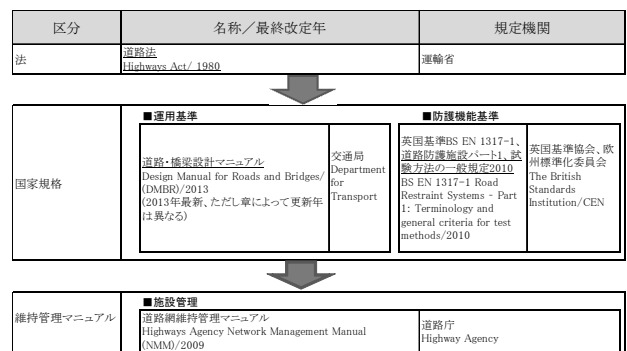 区分 名称／最終改定年 規定機関
法
道路法
Highways Act/ 1980
運輸省
国家規格
■運用基準
道路・橋梁設計マニュアル
Design Manual for Roads and Bridges/
(DMBR)/2013
(2013年最新、ただし章によって更新年
は異なる)
交通局
Department
for
Transport
■防護機能基準
英国基準BS EN 1317-1、
道路防護施設パート1、試
験方法の一般規定2010
BS EN 1317-1 Road
Restraint Systems - Part
1: Terminology and
general criteria for test
methods/2010
英国基準協会、欧
州標準化委員会
The British
Standards
Institution/CEN
維持管理マニュアル
■施設管理
道路網維持管理マニュアル
Highways Agency Network Management Manual
(NMM)/2009
道路庁
Highway Agency